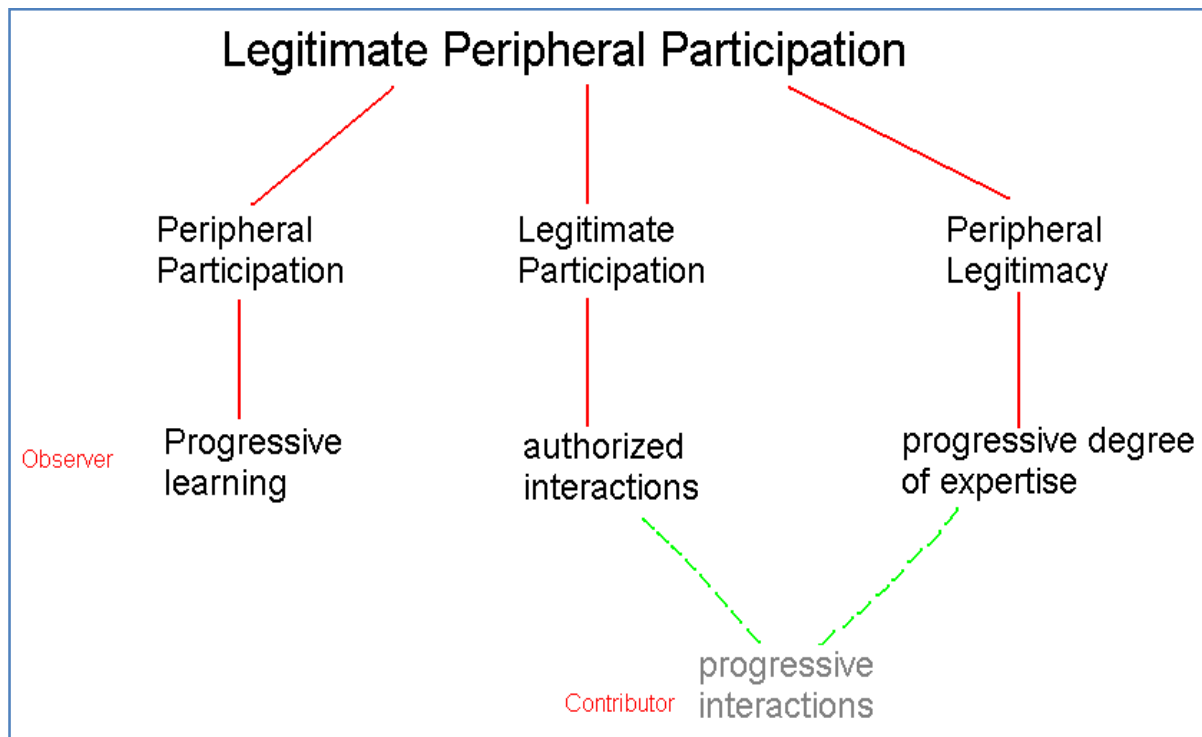 Legitimate Peripheral Participation
Peripheral
Participation
Legitimate
Participation
Peripheral
Legitimacy
Observer
Progressive
learning
authorized
interactions
progressive degree
of expertise
Contributor
progressive
interactions